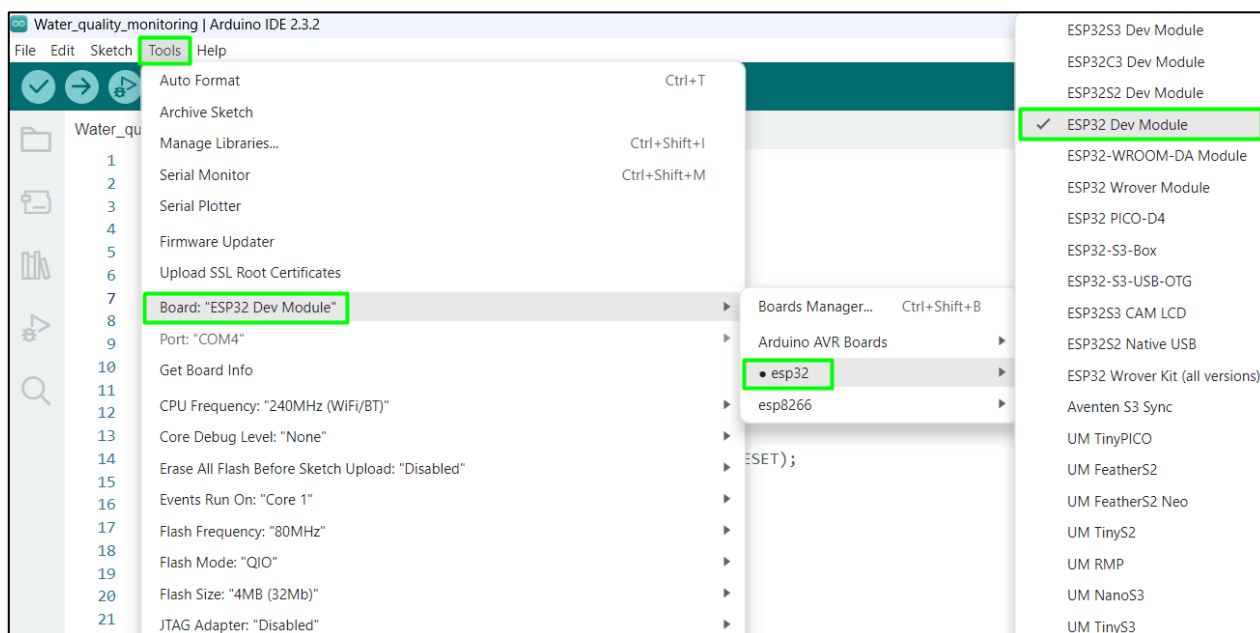 Water_quality_monitoring | Arduino IDE 2.3.2
File Edit Sketch Tools Help
Water_qu
1
2
3
4
5
6
7
8
9
10
11
12
13
14
15
16
17
18
19
20
21
ESET);
Auto Format Ctrl+T
Archive Sketch
Manage Libraries... Ctrl+Shift+I
Serial Monitor Ctrl+Shift+M
Serial Plotter
Firmware Updater
Upload SSL Root Certificates
Board: "ESP32 Dev Module"
Port: "COM4"
Get Board Info
CPU Frequency: "240MHz (WiFi/BT)"
Core Debug Level: "None"
Erase All Flash Before Sketch Upload: "Disabled"
Events Run On: "Core 1"
Flash Frequency: "80MHz"
Flash Mode: "QIO"
Flash Size: "4MB (32Mb)"
JTAG Adapter: "Disabled"
Boards Manager... Ctrl+Shift+B
Arduino AVR Boards
• esp32
esp8266
ESP32S3 Dev Module
ESP32C3 Dev Module
ESP32S2 Dev Module
✓ ESP32 Dev Module
ESP32-WROOM-DA Module
ESP32 Wrover Module
ESP32 PICO-D4
ESP32-S3-Box
ESP32-S3-USB-OTG
ESP32S3 CAM LCD
ESP32S2 Native USB
ESP32 Wrover Kit (all versions)
Aventen S3 Sync
UM TinyPICO
UM FeatherS2
UM FeatherS2 Neo
UM TinyS2
UM RMP
UM NanoS3
UM TinyS3